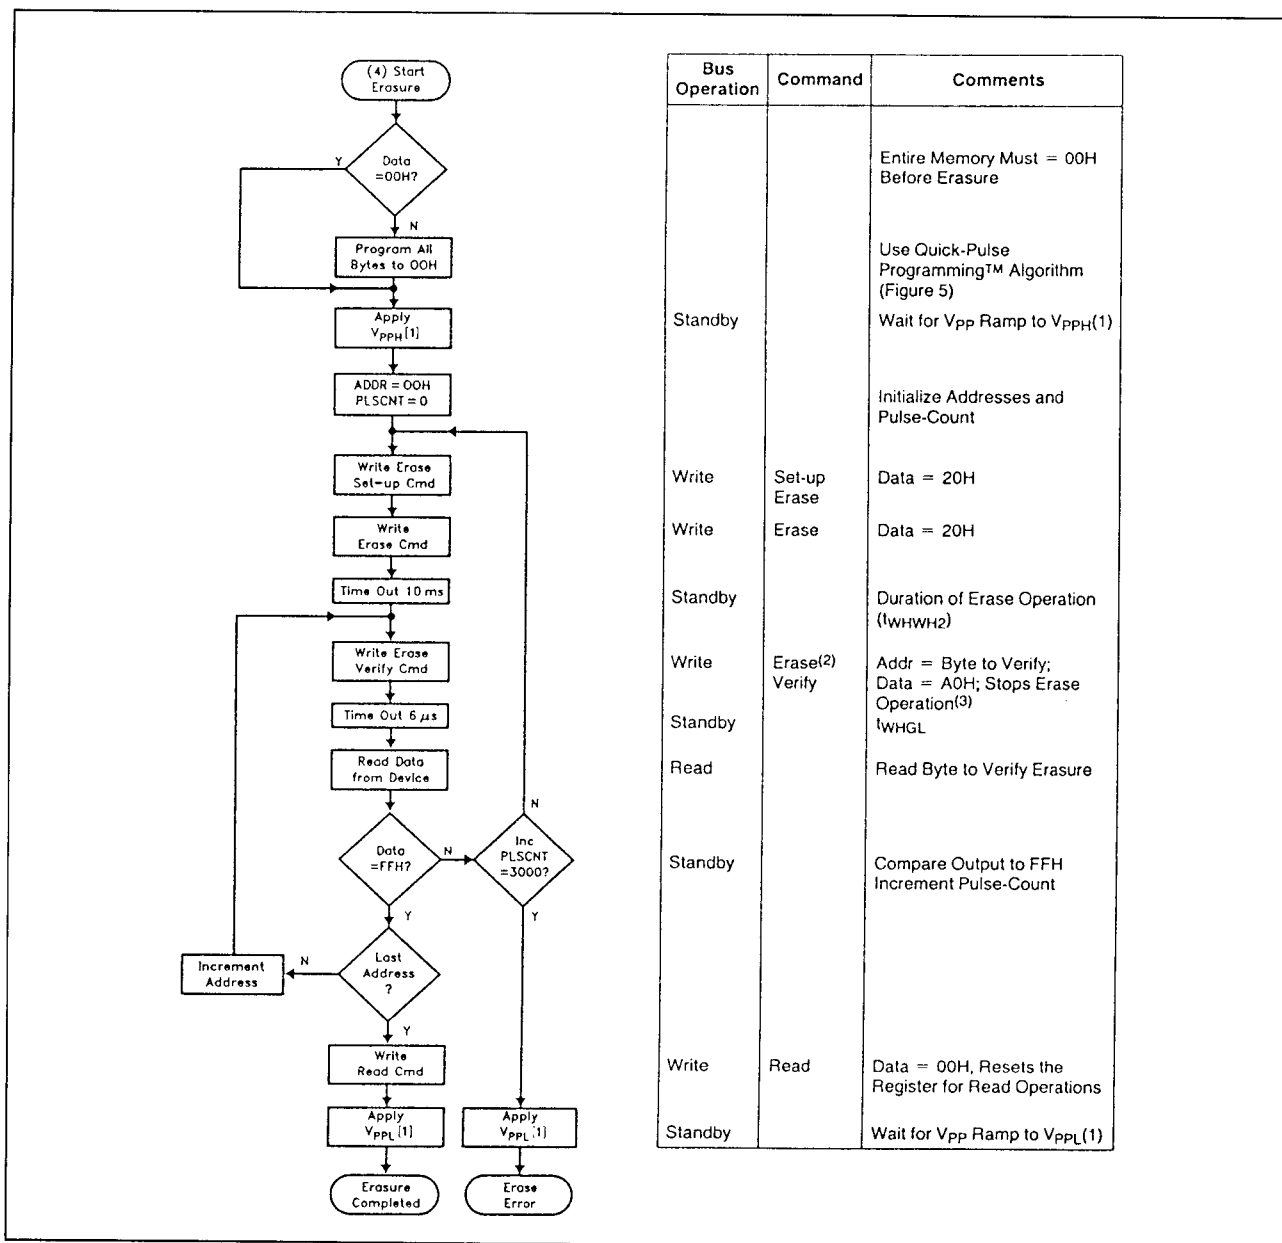 (4) Start
Erasure
Y
Data
=00H?
N
Program All
Bytes to 00H
Apply
VPPH[1]
ADDR = 00H
PLSCNT = 0
Write Erase
Set-up Cmd
Write
Erase Cmd
Time Out 10 ms
Write Erase
Verify Cmd
Time Out 6 μs
Read Data
from Device
Data
=FFH?
N
Y
N
Inc
PLSCNT
=3000?
Y
Increment
Address
N
Last
Address
?
Y
Write
Read Cmd
Apply
VPPL[1]
Erasure
Completed
Apply
VPPL[1]
Erase
Error
Bus
Operation
Command
Comments
Entire Memory Must = 00H
Before Erasure
Use Quick-Pulse
Programming™ Algorithm
(Figure 5)
Standby
Wait for VPP Ramp to VPPH(1)
Initialize Addresses and
Pulse-Count
Write
Set-up
Erase
Data = 20H
Write
Erase
Data = 20H
Standby
Duration of Erase Operation
(tWHWH2)
Write
Erase(2)
Verify
Addr = Byte to Verify;
Data = A0H; Stops Erase
Operation(3)
Standby
tWHGL
Read
Read Byte to Verify Erasure
Standby
Compare Output to FFH
Increment Pulse-Count
Write
Read
Data = 00H, Resets the
Register for Read Operations
Standby
Wait for VPP Ramp to VPPL(1)